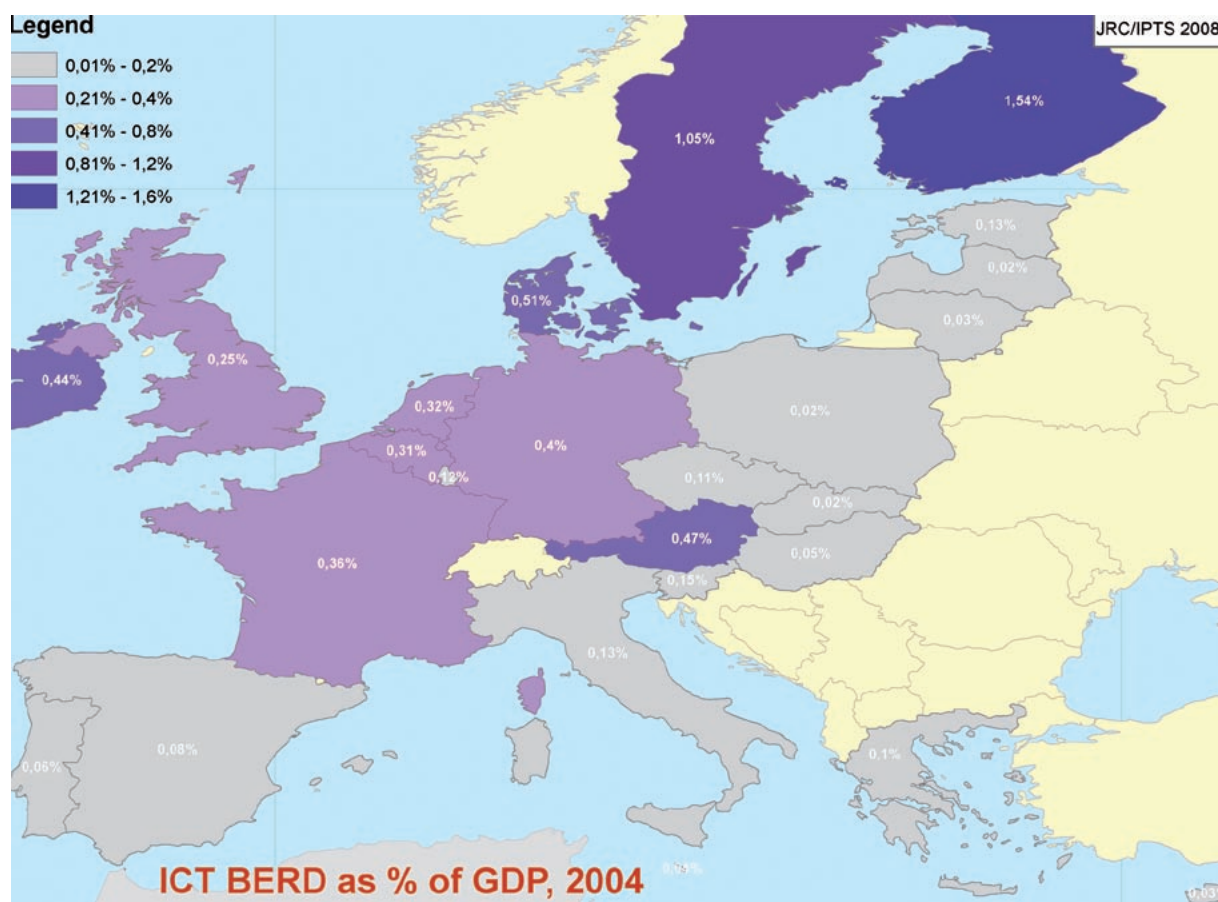 Legend
JRC/IPTS 2008
0,01% - 0,2%
0,21% - 0,4%
0,41% - 0,8%
0,81% - 1,2%
1,21% - 1,6%
1,54%
1,05%
0,13%
0,02%
0,03%
0,51%
0,25%
0,44%
0,32%
0,31%
0,12%
0,4%
0,02%
0,11%
0,02%
0,47%
0,05%
0,15%
0,36%
0,13%
0,08%
0,06%
0,1%
ICT BERD as % of GDP, 2004